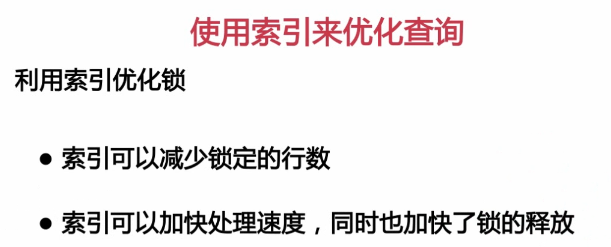 使用索引来优化查询
利用索引优化锁
● 索引可以减少锁定的行数
● 索引可以加快处理速度，同时也加快了锁的释放